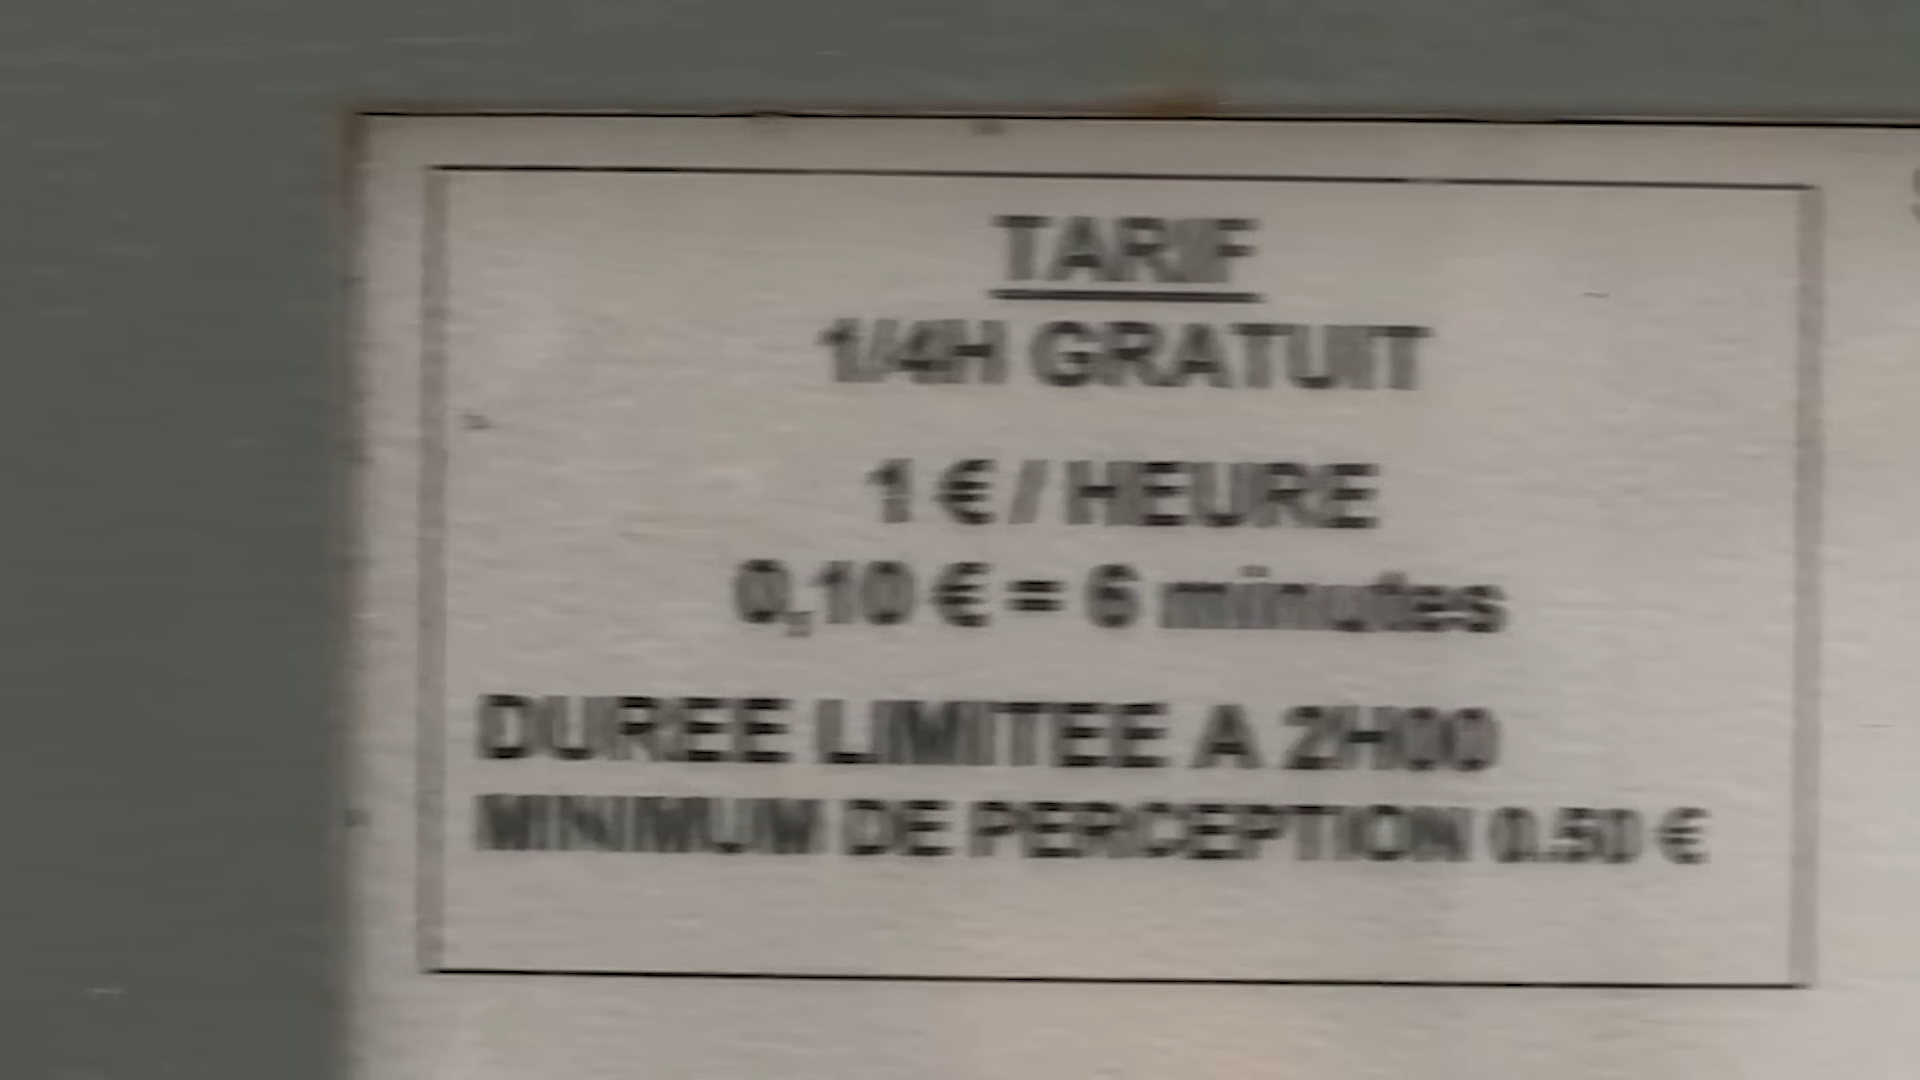 TARIF
1/4H GRATUIT
1 € / HEURE
0,10 € = 6 minutes
DUREE LIMITEE A 2H00
MINIMUM DE PERCEPTION 0.50 €